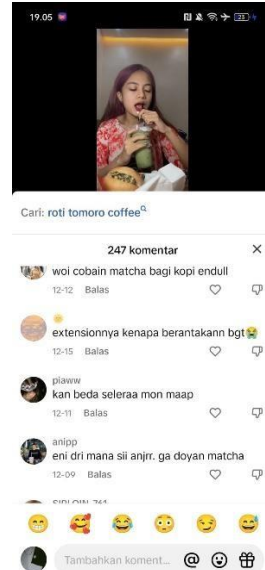 19.05
23
Cari: roti tomoro coffee
247 komentar
woi cobain matcha bagi kopi endull
12-12 Balas
extensionnya kenapa berantakann bgt😭
12-15 Balas
piaww
kan beda seleraa mon maap
12-11 Balas
anipp
eni dri mana sii anjrr. ga doyan matcha
12-09 Balas
Tambahkan koment...